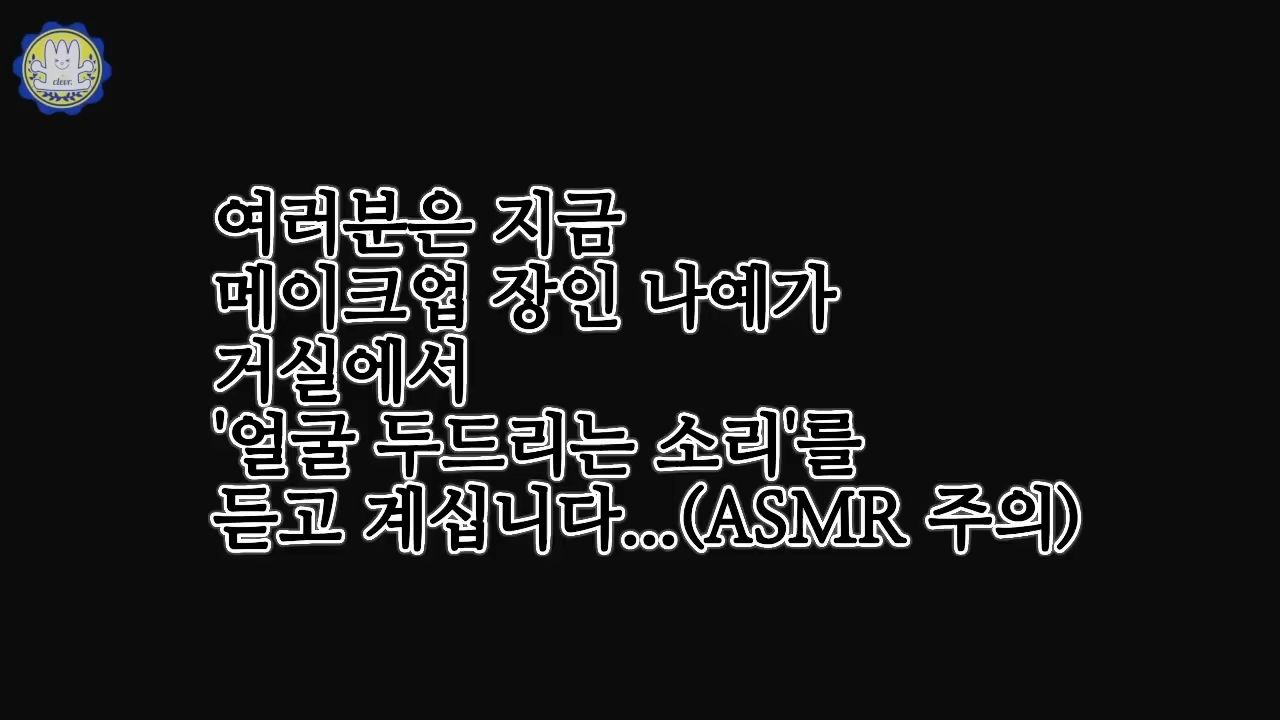 clevr.
여러분은 지금
메이크업 장인 나예가
거실에서
'얼굴 두드리는 소리'를
듣고 계십니다...(ASMR 주의)